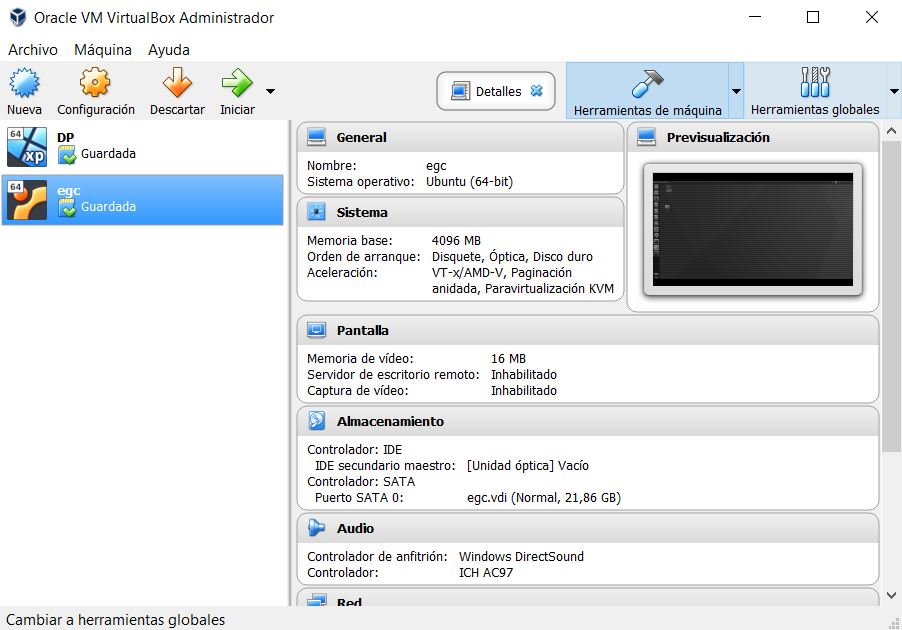 Oracle VM VirtualBox Administrador
Archivo Máquina Ayuda
Nueva Configuración Descartar Iniciar Detalles Herramientas de máquina Herramientas globales
64 xp DP
Guardada
64 egc
Guardada
General
Nombre: egc
Sistema operativo: Ubuntu (64-bit)
Previsualización
Sistema
Memoria base: 4096 MB
Orden de arranque: Disquete, Óptica, Disco duro
Aceleración: VT-x/AMD-V, Paginación
anidada, Paravirtualización KVM
Pantalla
Memoria de vídeo: 16 MB
Servidor de escritorio remoto: Inhabilitado
Captura de vídeo: Inhabilitado
Almacenamiento
Controlador: IDE
IDE secundario maestro: [Unidad óptica] Vacío
Controlador: SATA
Puerto SATA 0: egc.vdi (Normal, 21,86 GB)
Audio
Controlador de anfitrión: Windows DirectSound
Controlador: ICH AC97
Red
Cambiar a herramientas globales